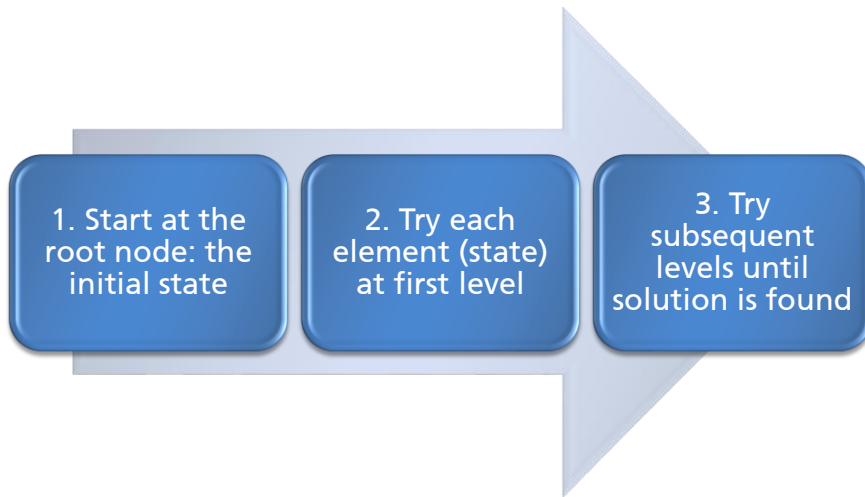 1. Start at the
root node: the
initial state
2. Try each
element (state)
at first level
3. Try
subsequent
levels until
solution is found